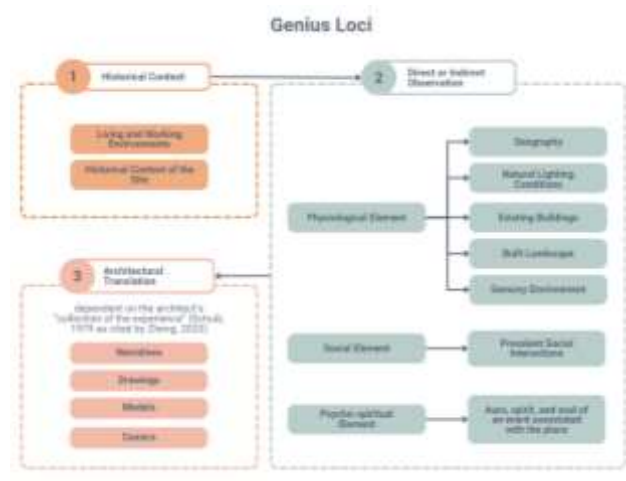 Genius Loci
1
Historical Context
2
Direct or Indirect
Observation
Living and Working
Environments
Historical Context of the
Site
Geography
Natural Lighting
Conditions
Physiological Element
Existing Buildings
Built Landscape
Sensory Environment
3
Architectural
Translation
dependent on the architect's
"collection of the experience"
1979 as cited by
Narratives
Drawings
Models
Social Element
Prevalent Social
Interactions
Psycho-spiritual
Element
Aura, spirit, and soul of
an event associated
with the place